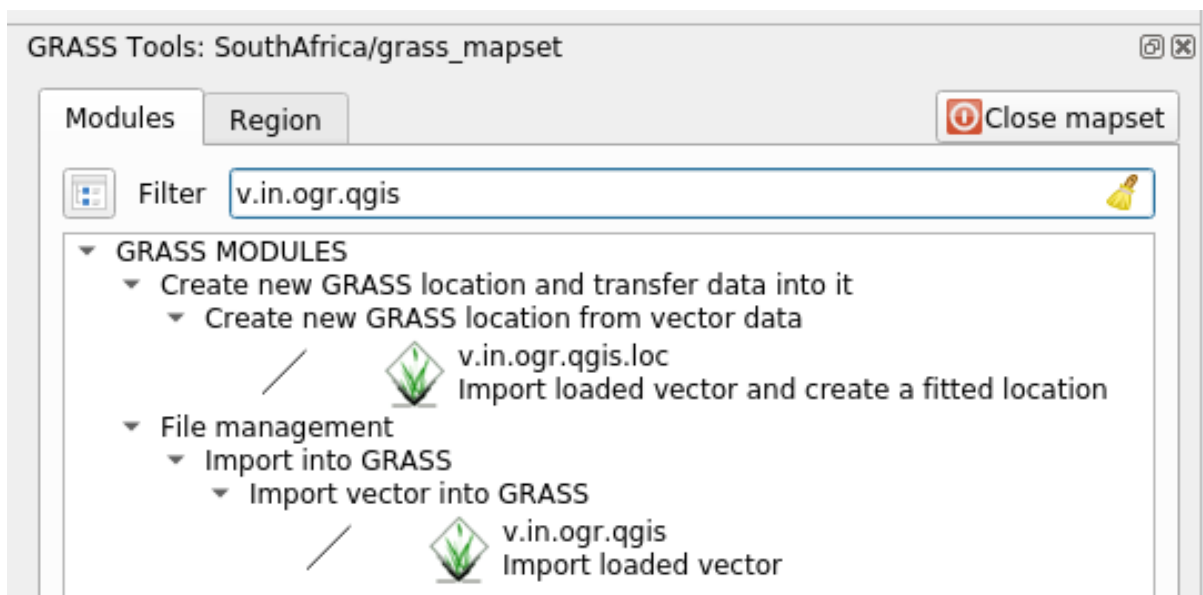 GRASS Tools: SouthAfrica/grass_mapset
Modules
Region
Close mapset
Filter
v.in.ogr.qgis
GRASS MODULES
Create new GRASS location and transfer data into it
Create new GRASS location from vector data
v.in.ogr.qgis.loc
Import loaded vector and create a fitted location
File management
Import into GRASS
Import vector into GRASS
v.in.ogr.qgis
Import loaded vector